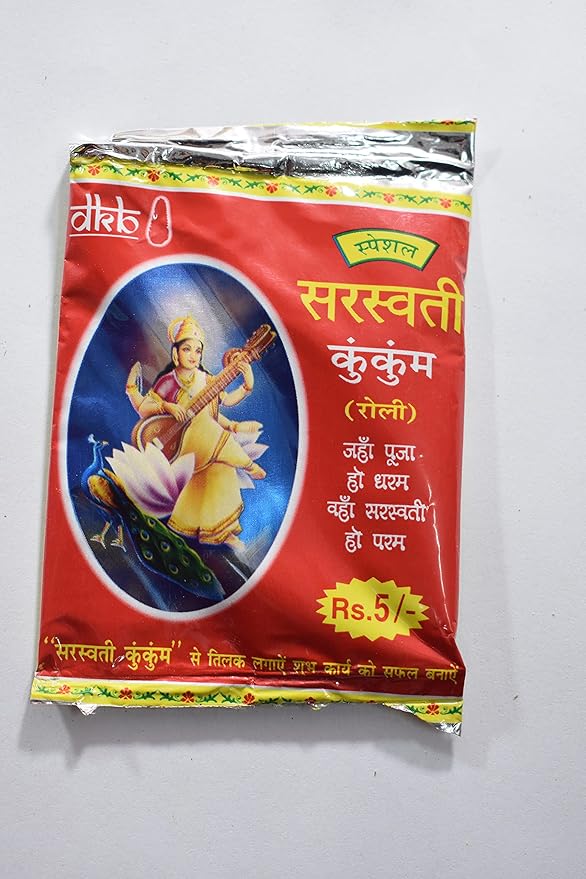 dkb
स्पेशल
सरस्वती
कुंकुंम
(रोली)
जहाँ पूजा
हो धरम
वहाँ सरस्वती
हो परम
Rs.5/-
"सरस्वती कुंकुंम" से तिलक लगाऐं शुभ कार्य को सफल बनाऐं